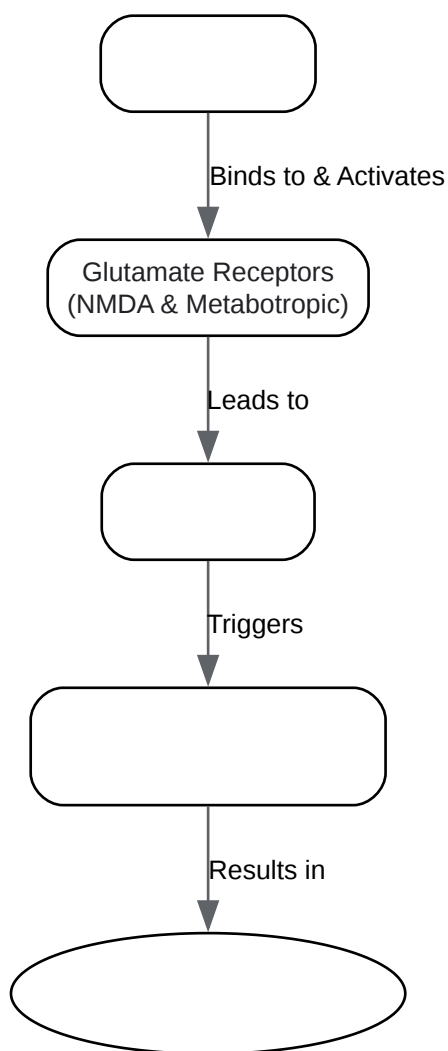 Binds to & Activates
Glutamate Receptors
(NMDA & Metabotropic)
Leads to
Triggers
Results in